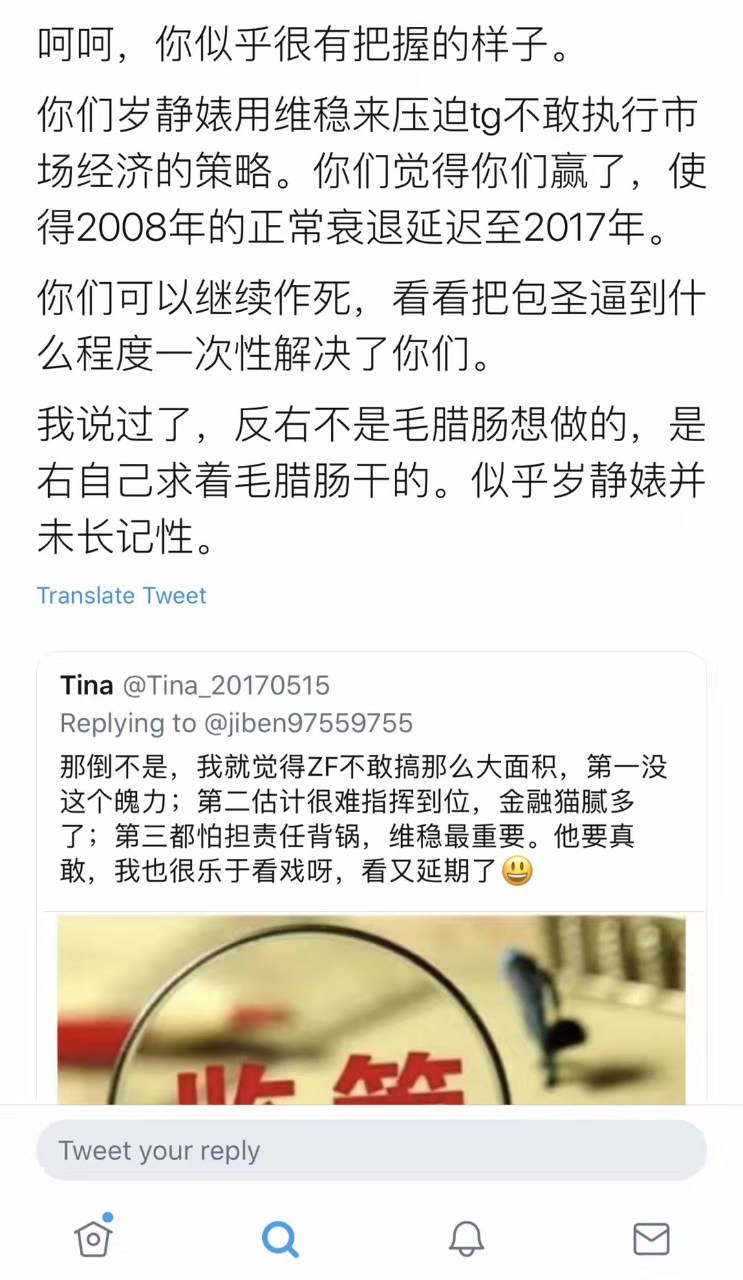 呵呵，你似乎很有把握的样子。
你们岁静婊用维稳来压迫tg不敢执行市
场经济的策略。你们觉得你们赢了，使
得2008年的正常衰退延迟至2017年。
你们可以继续作死，看看把包圣逼到什
么程度一次性解决了你们。
我说过了，反右不是毛腊肠想做的，是
右自己求着毛腊肠干的。似乎岁静婊并
未长记性。
Translate Tweet
Tina @Tina_20170515
Replying to @jiben97559755
那倒不是，我就觉得ZF不敢搞那么大面积，第一没
这个魄力；第二估计很难指挥到位，金融猫腻多
了；第三都怕担责任背锅，维稳最重要。他要真
敢，我也很乐于看戏呀，看又延期了😃
Tweet your reply